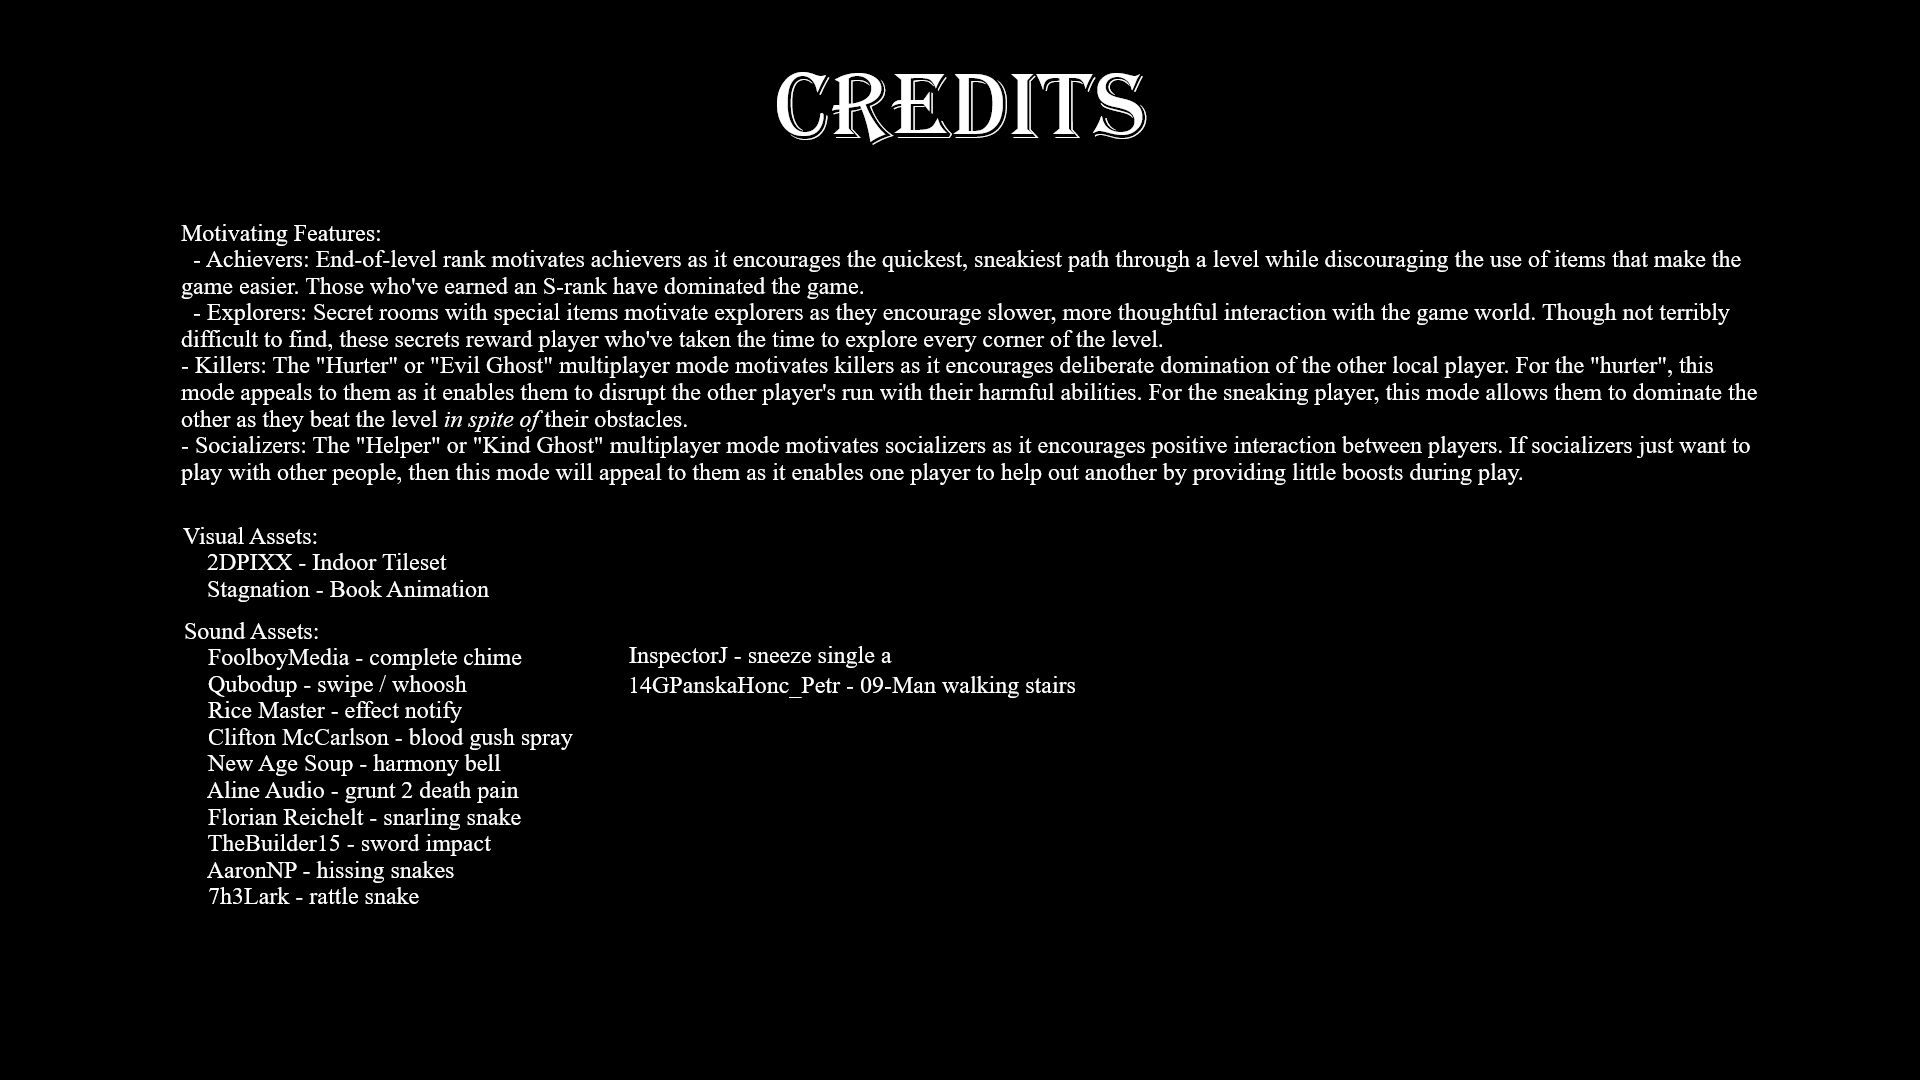 CREDITS
Motivating Features:
- Achievers: End-of-level rank motivates achievers as it encourages the quickest, sneakiest path through a level while discouraging the use of items that make the
game easier. Those who've earned an S-rank have dominated the game.
- Explorers: Secret rooms with special items motivate explorers as they encourage slower, more thoughtful interaction with the game world. Though not terribly
difficult to find, these secrets reward player who've taken the time to explore every corner of the level.
- Killers: The "Hurter" or "Evil Ghost" multiplayer mode motivates killers as it encourages deliberate domination of the other local player. For the "hurter", this
mode appeals to them as it enables them to disrupt the other player's run with their harmful abilities. For the sneaking player, this mode allows them to dominate the
other as they beat the level in spite of their obstacles.
- Socializers: The "Helper" or "Kind Ghost" multiplayer mode motivates socializers as it encourages positive interaction between players. If socializers just want to
play with other people, then this mode will appeal to them as it enables one player to help out another by providing little boosts during play.
Visual Assets:
2DPIXX - Indoor Tileset
Stagnation - Book Animation
Sound Assets:
FoolboyMedia - complete chime
Qubodup - swipe / whoosh
Rice Master - effect notify
Clifton McCarlson - blood gush spray
New Age Soup - harmony bell
Aline Audio - grunt 2 death pain
Florian Reichelt - snarling snake
TheBuilder15 - sword impact
AaronNP - hissing snakes
7h3Lark - rattle snake
InspectorJ - sneeze single a
14GPanskaHonc_Petr - 09-Man walking stairs